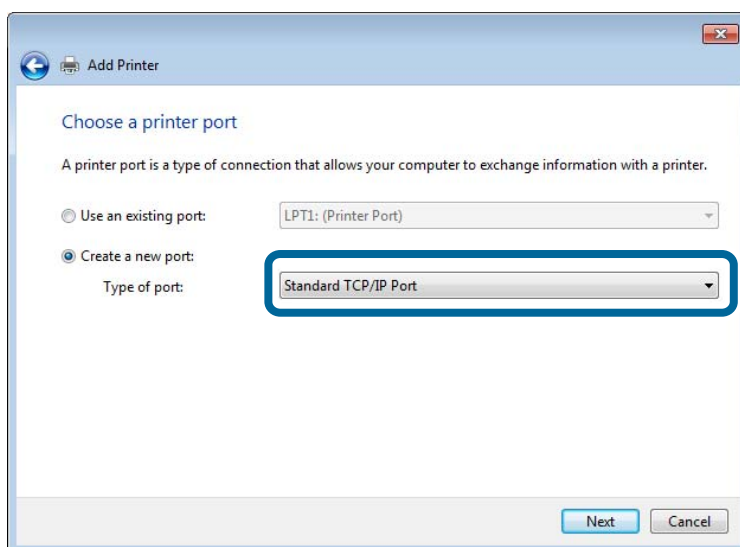 Add Printer
Choose a printer port
A printer port is a type of connection that allows your computer to exchange information with a printer.
Use an existing port: LPT1: (Printer Port)
Create a new port:
Type of port: Standard TCP/IP Port
Next Cancel